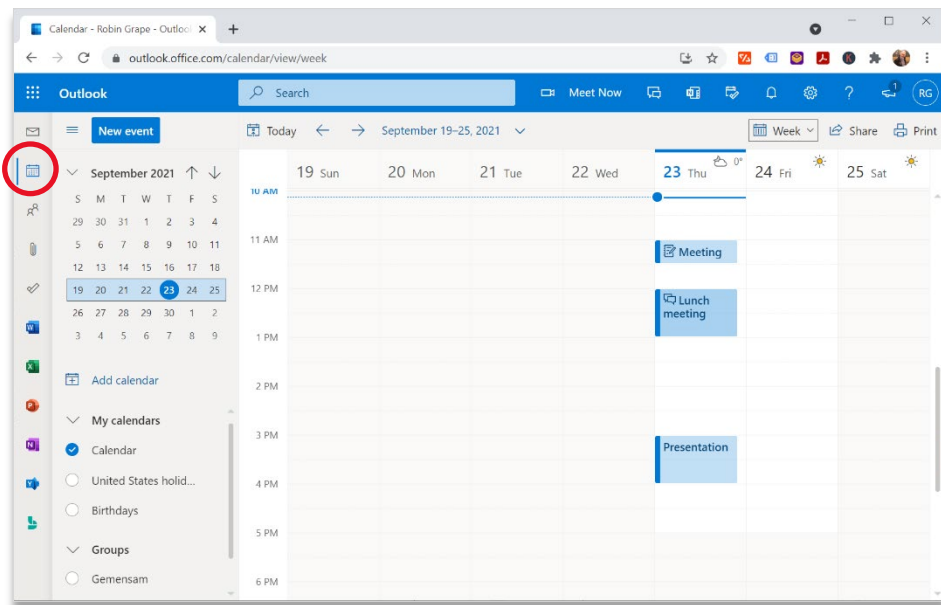 Calendar - Robin Grape - Outloo
outlook.office.com/calendar/view/week
Outlook
Search
Meet Now
1
RG
New event
Today
September 19–25, 2021
Week
Share
Print
September 2021
S M T W T F S
29 30 31 1 2 3 4
5 6 7 8 9 10 11
12 13 14 15 16 17 18
19 20 21 22 23 24 25
26 27 28 29 30 1 2
3 4 5 6 7 8 9
Add calendar
My calendars
Calendar
United States holid...
Birthdays
Groups
Gemensam
19 Sun 20 Mon 21 Tue 22 Wed 23 Thu 0° 24 Fri 25 Sat
10 AM
11 AM
Meeting
12 PM
Lunch
meeting
1 PM
2 PM
3 PM
Presentation
4 PM
5 PM
6 PM